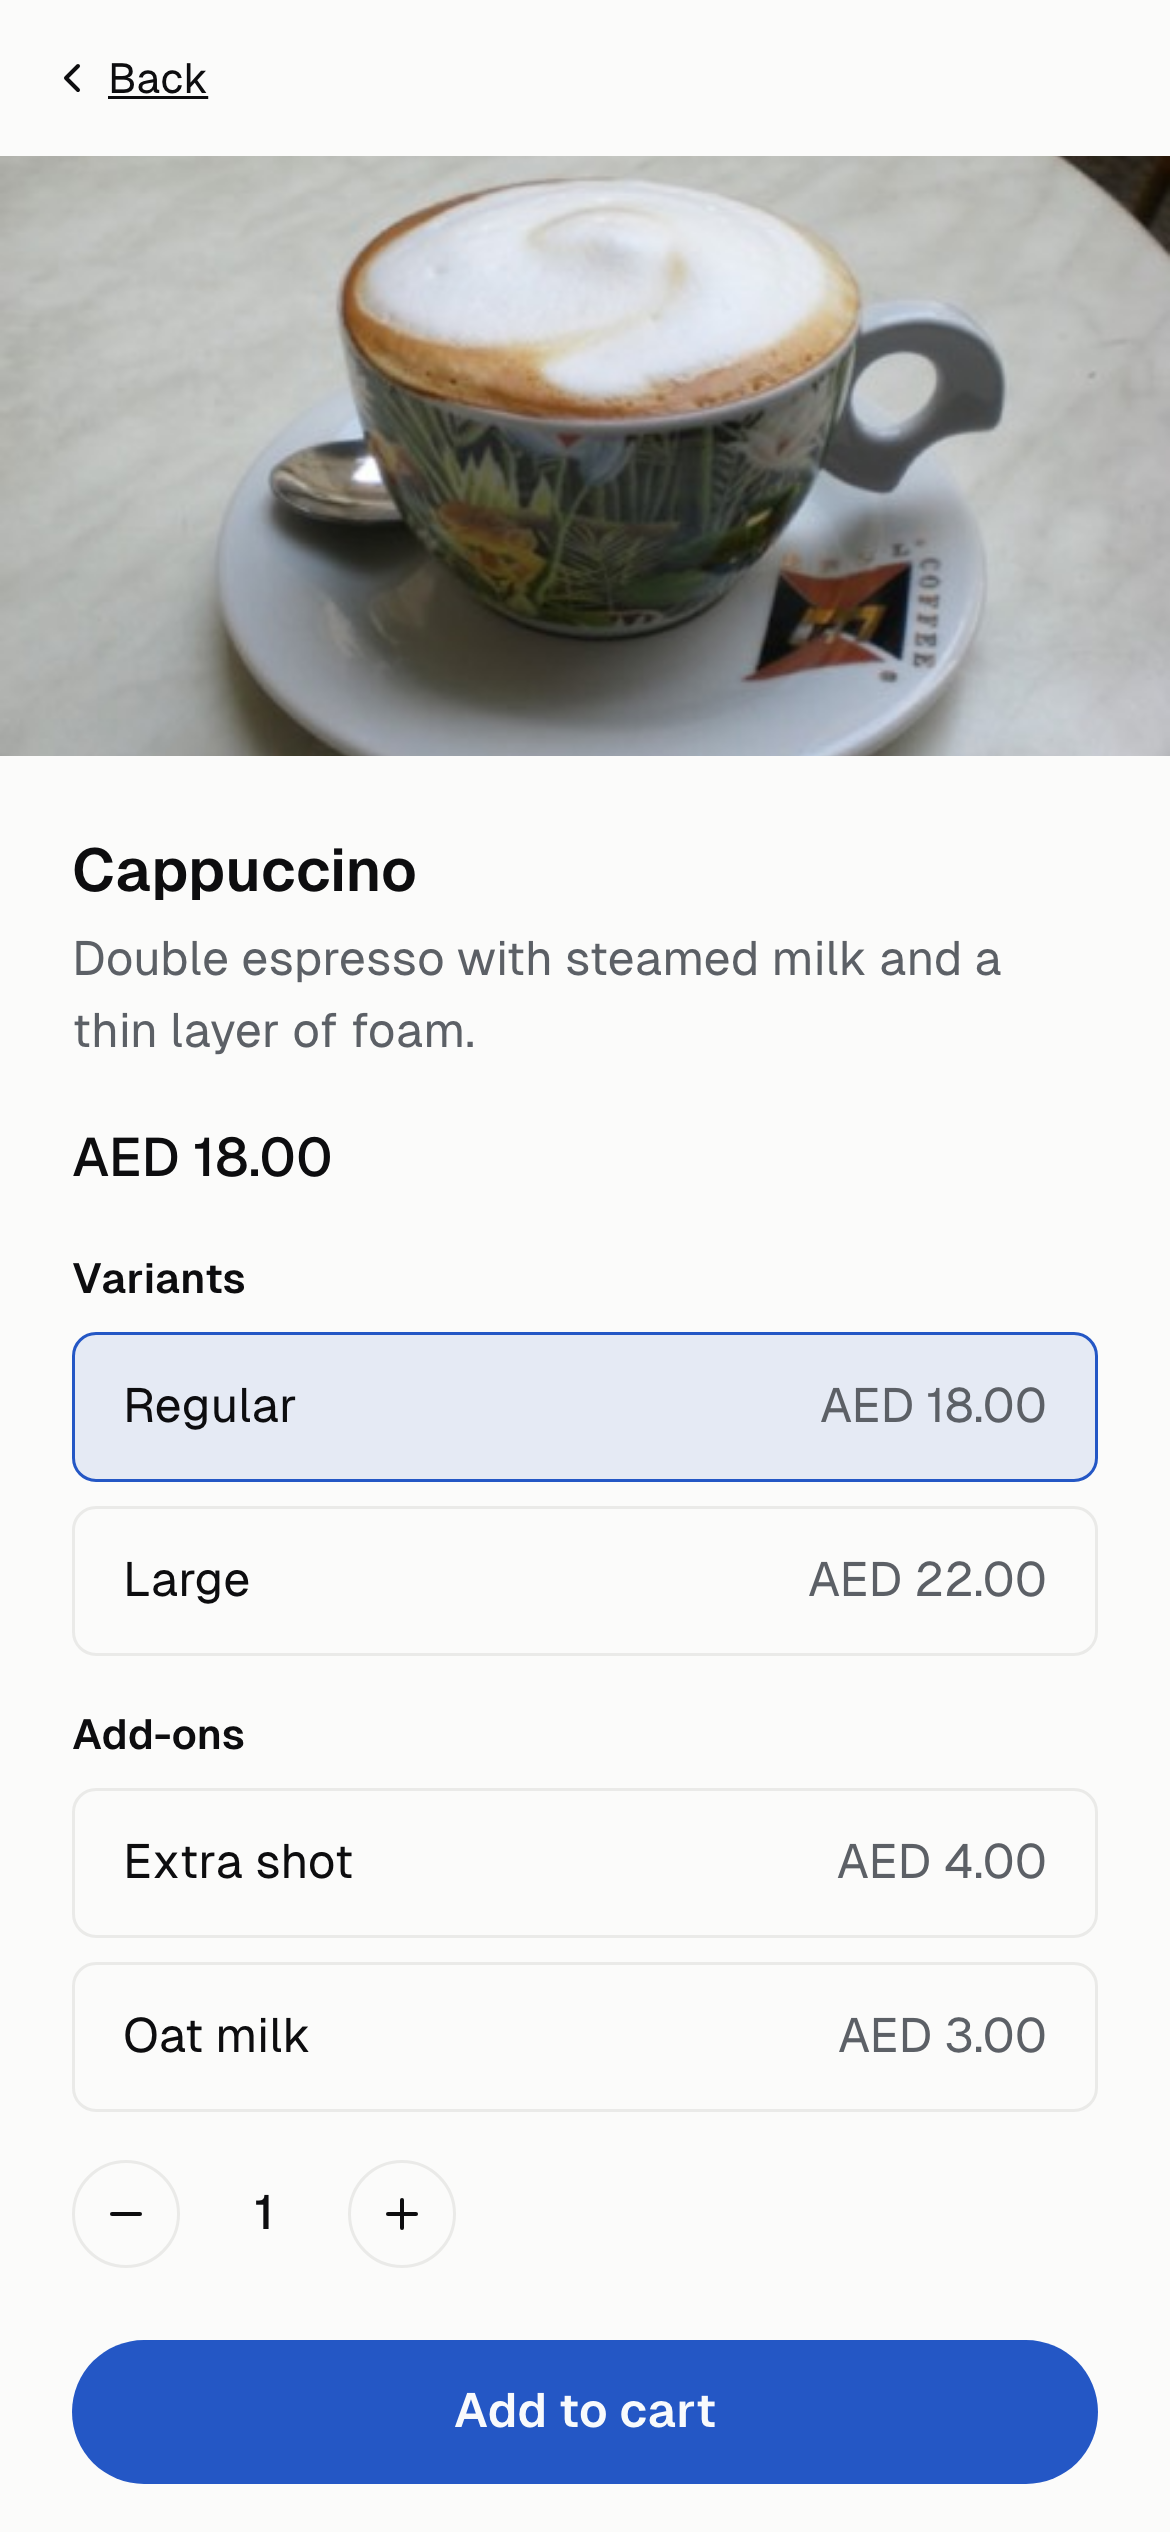 Back
COFFEE
Cappuccino
Double espresso with steamed milk and a
thin layer of foam.
AED 18.00
Variants
Regular AED 18.00
Large AED 22.00
Add-ons
Extra shot AED 4.00
Oat milk AED 3.00
1
Add to cart